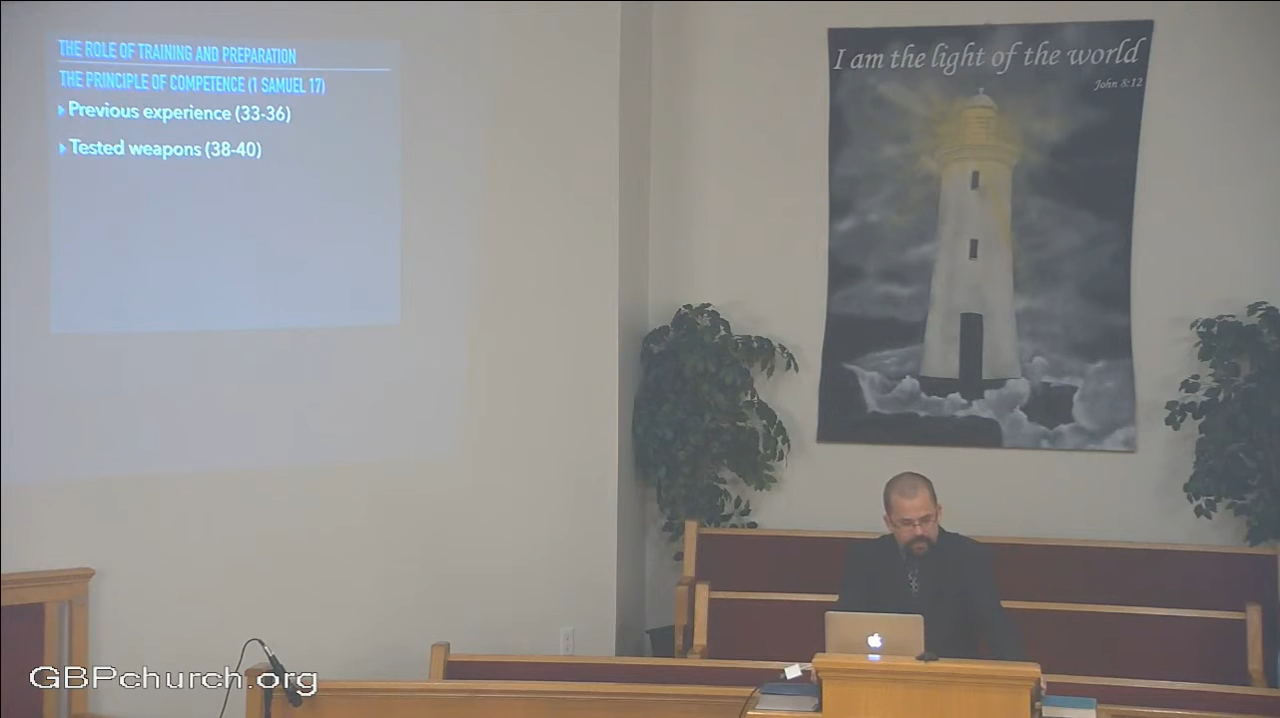 THE ROLE OF TRAINING AND PREPARATION
THE PRINCIPLE OF COMPETENCE (1 SAMUEL 17)
Previous experience (33-36)
Tested weapons (38-40)
I am the light of the world
John 8:12
GBPchurch.org